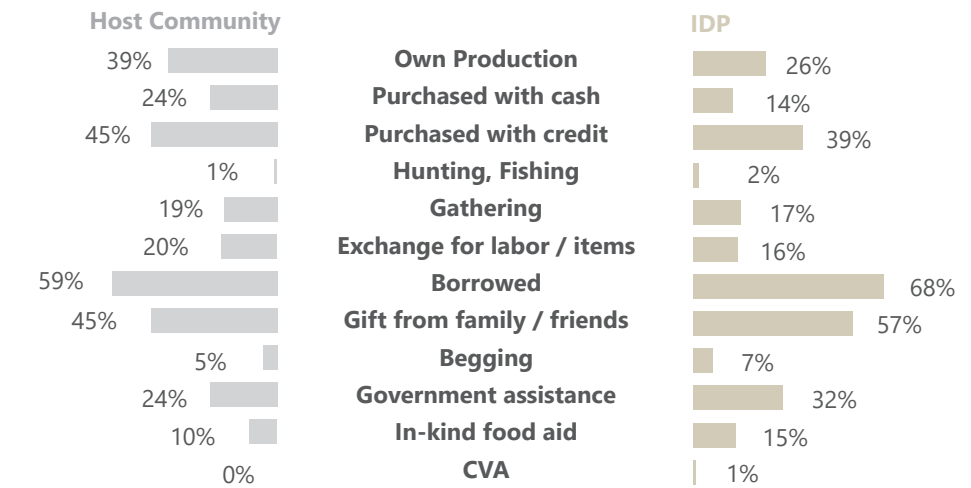 Host Community IDP
39% Own Production 26%
24% Purchased with cash 14%
45% Purchased with credit 39%
1% Hunting, Fishing 2%
19% Gathering 17%
20% Exchange for labor / items 16%
59% Borrowed 68%
45% Gift from family / friends 57%
5% Begging 7%
24% Government assistance 32%
10% In-kind food aid 15%
0% CVA 1%